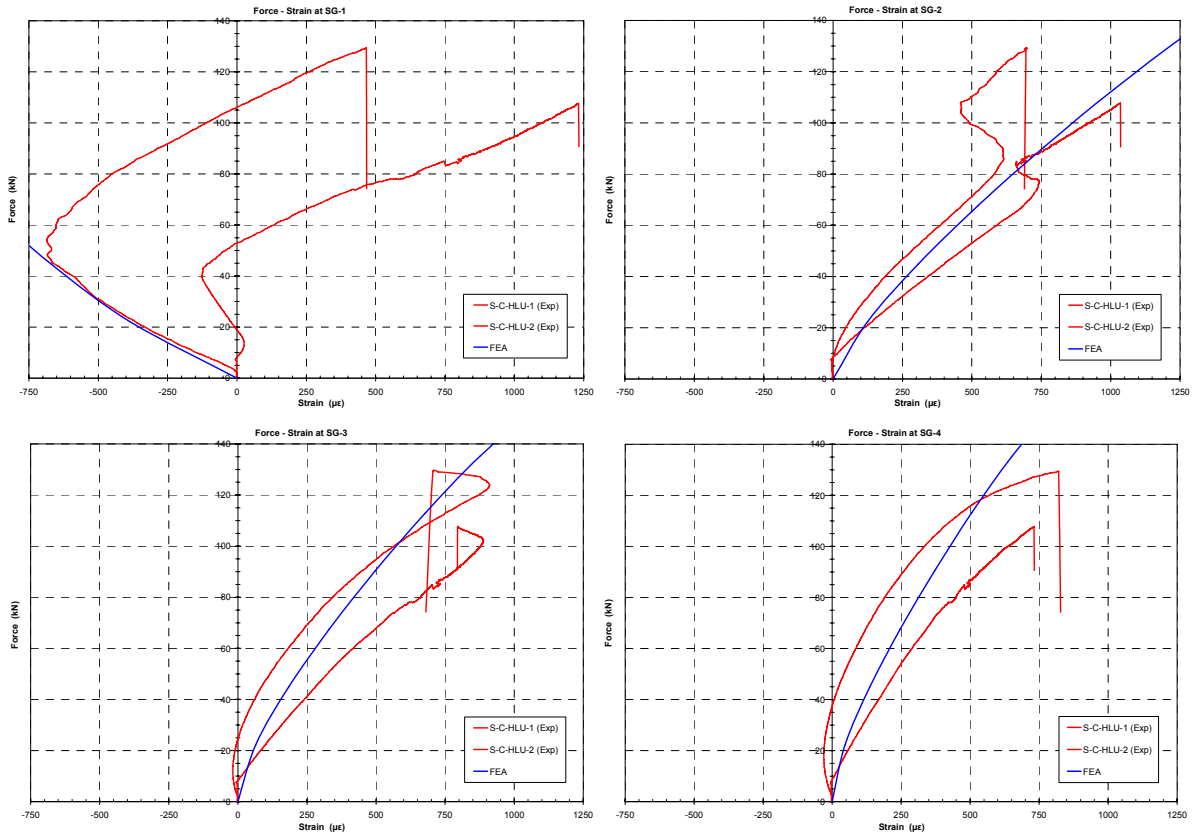 Force - Strain at SG-1
140
120
100
80
60
40
20
0
-750 -500 -250 0 250 500 750 1000 1250
Strain (µε)
Force (kN)
S-C-HLU-1 (Exp)
S-C-HLU-2 (Exp)
FEA
Force - Strain at SG-2
140
120
100
80
60
40
20
0
-750 -500 -250 0 250 500 750 1000 1250
Strain (µε)
Force (kN)
S-C-HLU-1 (Exp)
S-C-HLU-2 (Exp)
FEA
Force - Strain at SG-3
140
120
100
80
60
40
20
0
-750 -500 -250 0 250 500 750 1000 1250
Strain (µε)
Force (kN)
S-C-HLU-1 (Exp)
S-C-HLU-2 (Exp)
FEA
Force - Strain at SG-4
140
120
100
80
60
40
20
0
-750 -500 -250 0 250 500 750 1000 1250
Strain (µε)
Force (kN)
S-C-HLU-1 (Exp)
S-C-HLU-2 (Exp)
FEA